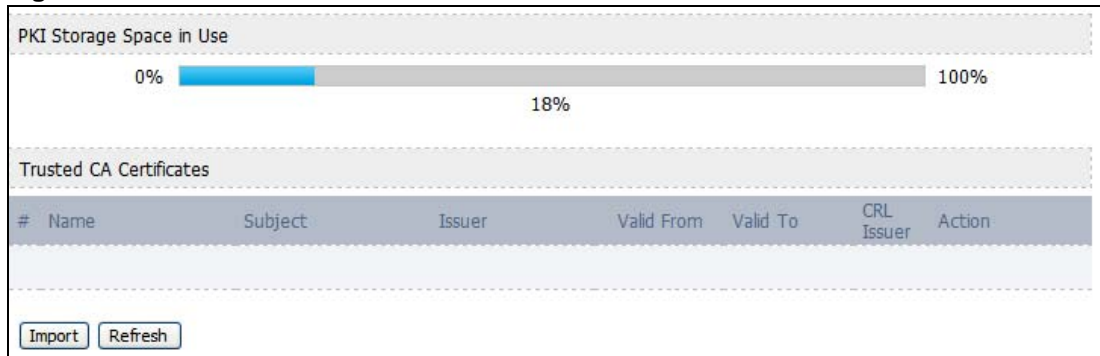 PKI Storage Space in Use
0% 100%
18%
Trusted CA Certificates
# Name Subject Issuer Valid From Valid To CRL Issuer Action
Import Refresh